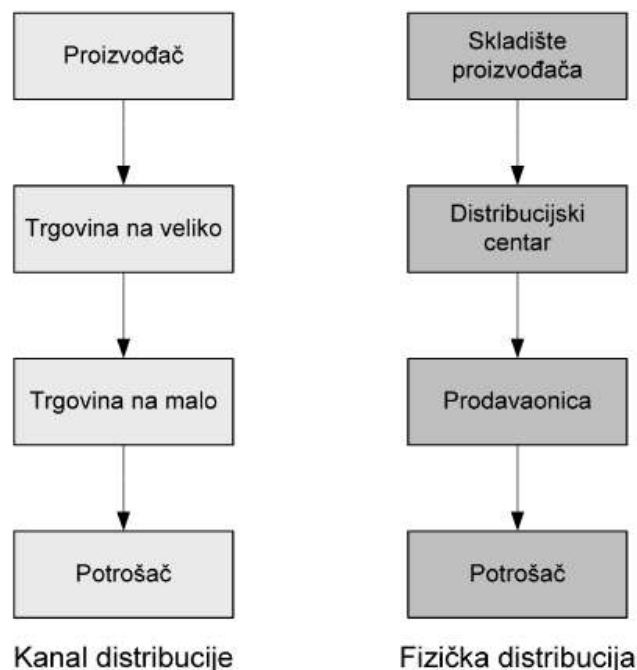 Proizvođač
Trgovina na veliko
Trgovina na malo
Potrošač
Kanal distribucije
Skladište
proizvođača
Distribucijski
centar
Prodavaonica
Potrošač
Fizička distribucija